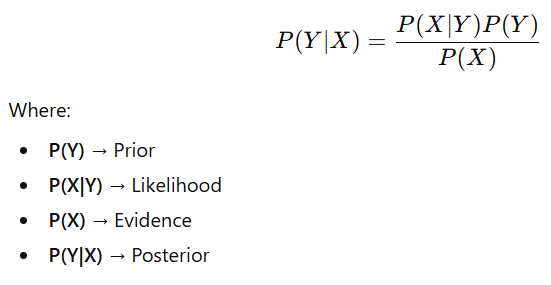 P(Y|X) = P(X|Y)P(Y) / P(X)
Where:
• P(Y) → Prior
• P(X|Y) → Likelihood
• P(X) → Evidence
• P(Y|X) → Posterior